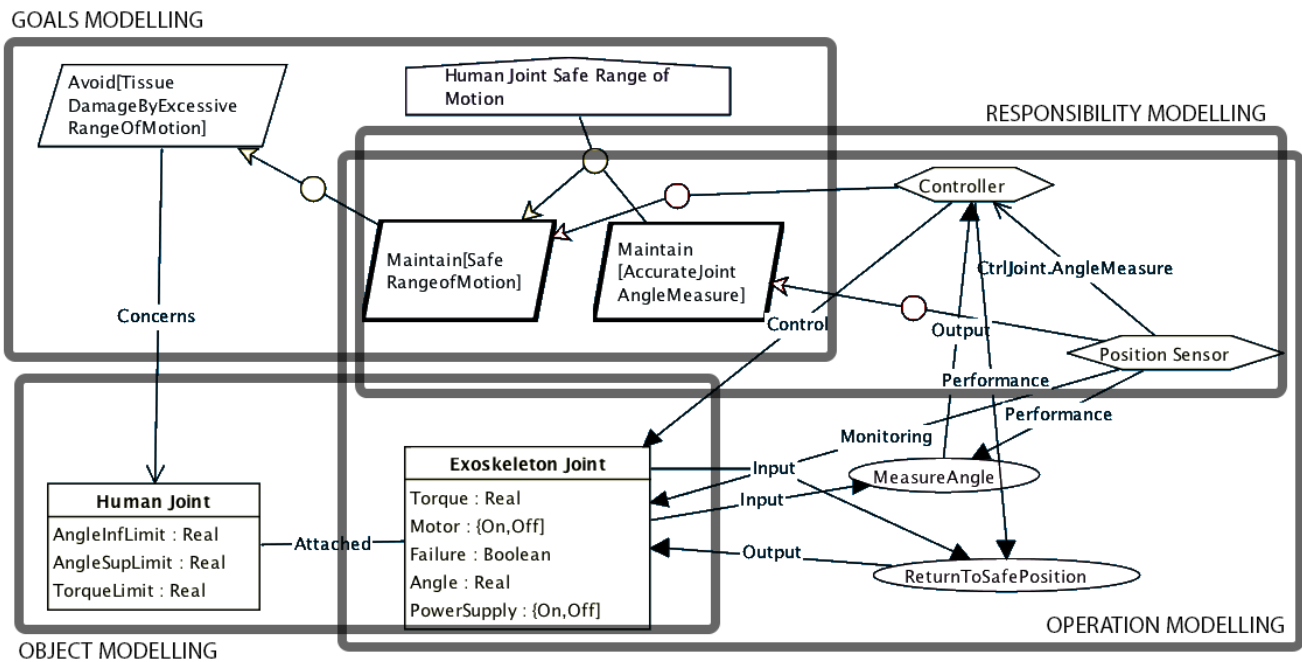 GOALS MODELLING
Avoid[Tissue
DamageByExcessive
RangeOfMotion]
Human Joint Safe Range of
Motion
RESPONSIBILITY MODELLING
Controller
Maintain[Safe
RangeofMotion]
Maintain
[AccurateJoint
AngleMeasure]
CtrlJoint.AngleMeasure
Concerns
Control
Output
Position Sensor
Performance
Performance
Monitoring
Exoskeleton Joint
Torque : Real
Motor : {On,Off]
Failure : Boolean
Angle : Real
PowerSupply : {On,Off]
Input
Input
MeasureAngle
Human Joint
AngleInfLimit : Real
AngleSupLimit : Real
TorqueLimit : Real
Attached
Output
ReturnToSafePosition
OPERATION MODELLING
OBJECT MODELLING